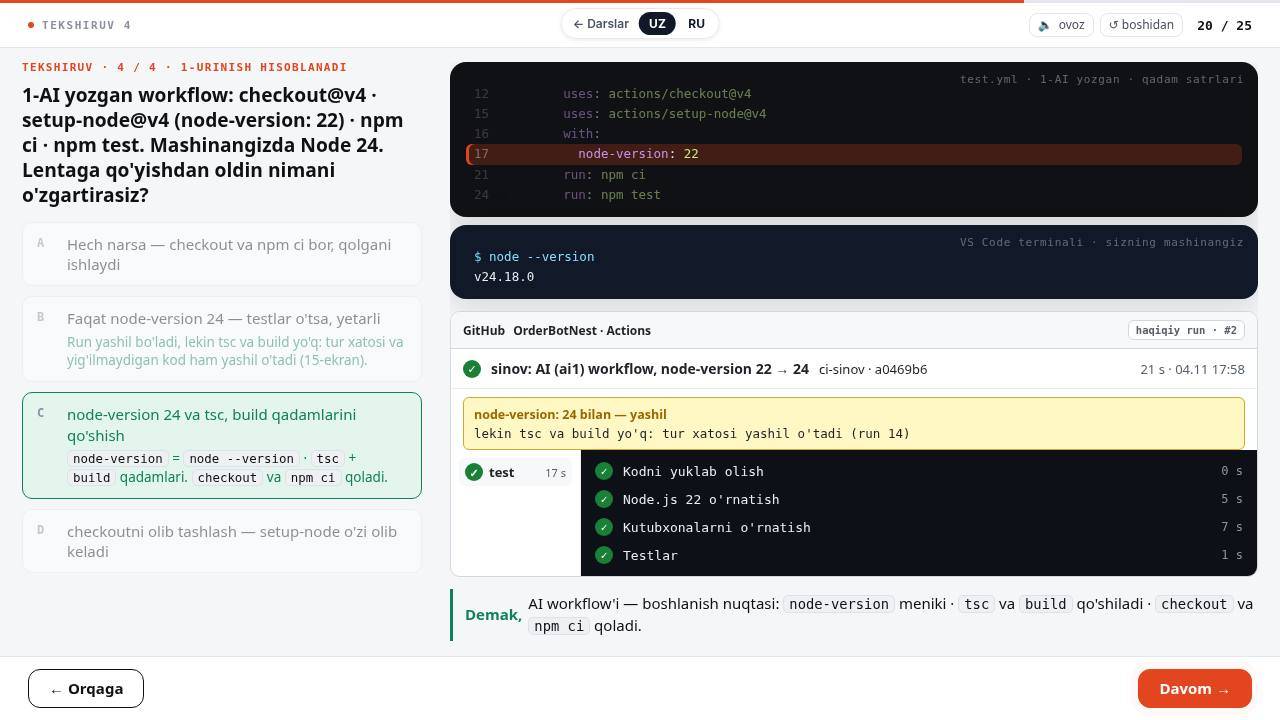 TEKSHIRUV 4
← Darslar UZ RU
🔈 ovoz
↺ boshidan
20 / 25
TEKSHIRUV · 4 / 4 · 1-URINISH HISOBLANADI
1-AI yozgan workflow: checkout@v4 ·
setup-node@v4 (node-version: 22) · npm
ci · npm test. Mashinangizda Node 24.
Lentaga qo'yishdan oldin nimani
o'zgartirasiz?
A Hech narsa — checkout va npm ci bor, qolgani
ishlaydi
B Faqat node-version 24 — testlar o'tsa, yetarli
Run yashil bo'ladi, lekin tsc va build yo'q: tur xatosi va
yig'ilmaydigan kod ham yashil o'tadi (15-ekran).
C node-version 24 va tsc, build qadamlarini
qo'shish
node-version = node --version · tsc +
build qadamlari. checkout va npm ci qoladi.
D checkoutni olib tashlash — setup-node o'zi olib
keladi
test.yml · 1-AI yozgan · qadam satrlari
12 uses: actions/checkout@v4
15 uses: actions/setup-node@v4
16 with:
17 node-version: 22
21 run: npm ci
24 run: npm test
VS Code terminali · sizning mashinangiz
$ node --version
v24.18.0
GitHub OrderBotNest · Actions
haqiqiy run · #2
✓ sinov: AI (ai1) workflow, node-version 22 → 24 ci-sinov · a0469b6 21 s · 04.11 17:58
node-version: 24 bilan — yashil
lekin tsc va build yo'q: tur xatosi yashil o'tadi (run 14)
✓ test 17 s
✓ Kodni yuklab olish 0 s
✓ Node.js 22 o'rnatish 5 s
✓ Kutubxonalarni o'rnatish 7 s
✓ Testlar 1 s
Demak, AI workflow'i — boshlanish nuqtasi: node-version meniki · tsc va build qo'shiladi · checkout va
npm ci qoladi.
← Orqaga
Davom →